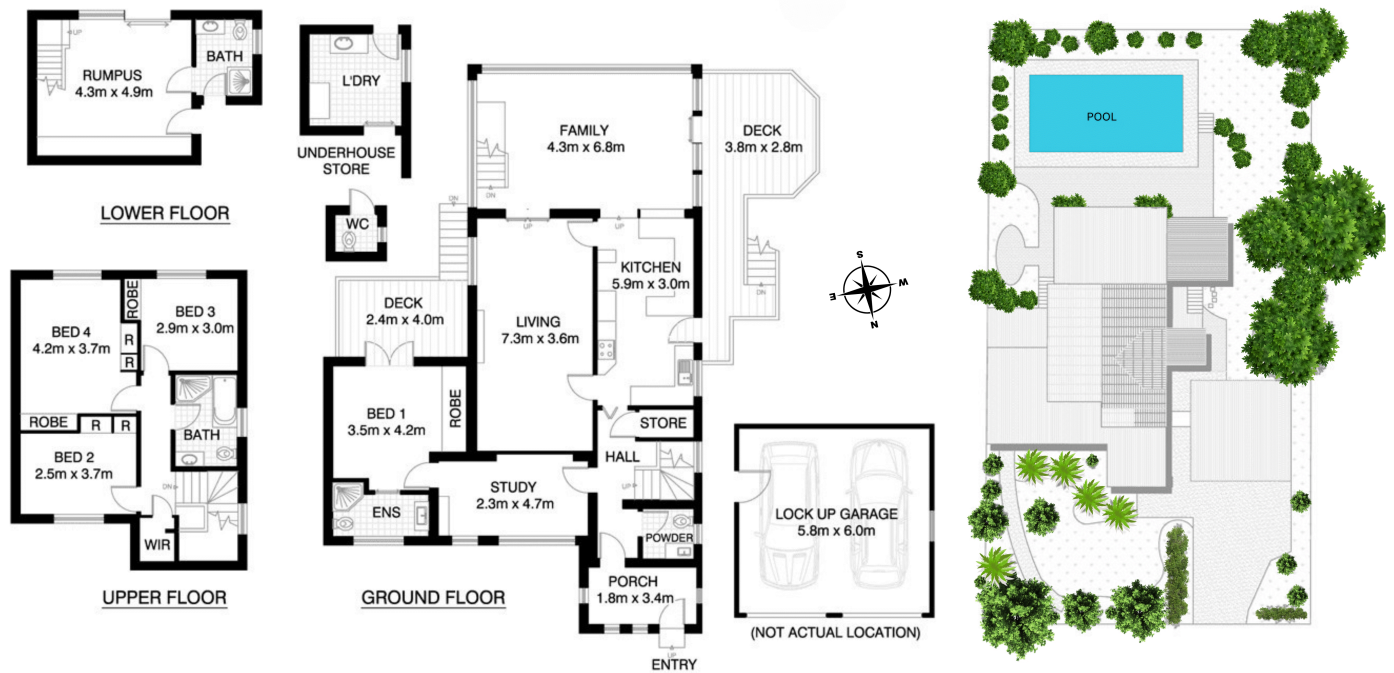 UP
RUMPUS
4.3m x 4.9m
BATH
LOWER FLOOR
L'DRY
UNDERHOUSE
STORE
WC
FAMILY
4.3m x 6.8m
DN
UP
UP
DECK
3.8m x 2.8m
DN
DN
DECK
2.4m x 4.0m
LIVING
7.3m x 3.6m
KITCHEN
5.9m x 3.0m
BED 1
3.5m x 4.2m
ROBE
STORE
HALL
UP
STUDY
2.3m x 4.7m
ENS
POWDER
PORCH
1.8m x 3.4m
UP
ENTRY
GROUND FLOOR
ROBE
BED 3
2.9m x 3.0m
BED 4
4.2m x 3.7m
R
R
ROBE
R
R
BATH
BED 2
2.5m x 3.7m
DN
WIR
UPPER FLOOR
S
E
W
N
LOCK UP GARAGE
5.8m x 6.0m
(NOT ACTUAL LOCATION)
POOL